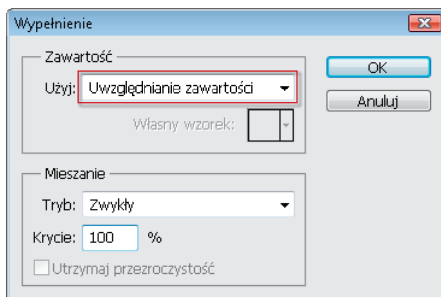 Wypełnienie
Zawartość
Użyj: Uwzględnianie zawartości
OK
Anuluj
Własny wzorek:
Mieszanie
Tryb: Zwykły
Krycie: 100 %
Utrzymaj przezroczystość